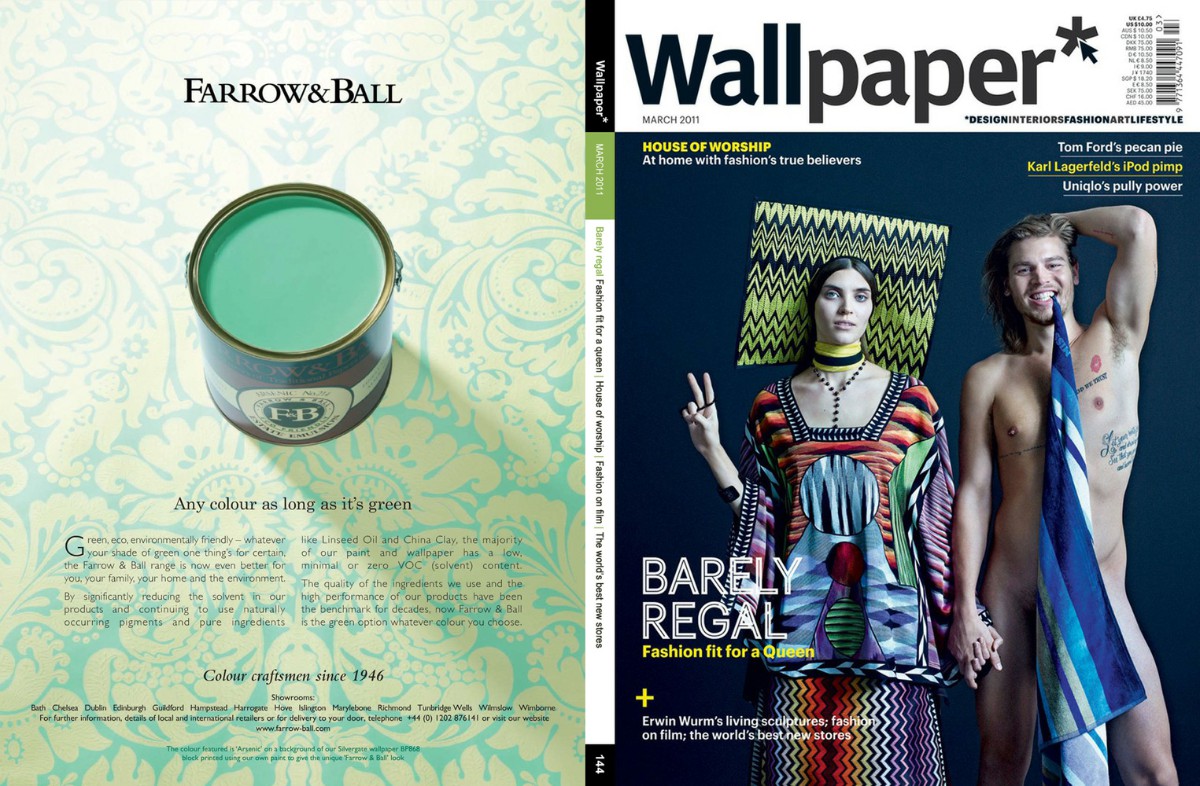 FARROW&BALL
FARROW & B
ARSENIC No.214
F&B
ESTATE EMULSION
Any colour as long as it's green
Green, eco, environmentally friendly – whatever
your shade of green one thing's for certain,
the Farrow & Ball range is now even better for
you, your family, your home and the environment.
By significantly reducing the solvent in our
products and continuing to use naturally
occurring pigments and pure ingredients
like Linseed Oil and China Clay, the majority
of our paint and wallpaper has a low,
minimal or zero VOC (solvent) content.
The quality of the ingredients we use and the
high performance of our products have been
the benchmark for decades, now Farrow & Ball
is the green option whatever colour you choose.
Colour craftsmen since 1946
Showrooms:
Bath Chelsea Dublin Edinburgh Guildford Hampstead Harrogate Hove Islington Marylebone Richmond Tunbridge Wells Wilmslow Wimborne
For further information, details of local and international retailers or for delivery to your door, telephone +44 (0) 1202 876141 or visit our website
www.farrow-ball.com
The colour featured is 'Arsenic' on a background of our Silvergate wallpaper BP868
block printed using our own paint to give the unique 'Farrow & Ball' look
Wallpaper*
MARCH 2011
Barely regal Fashion fit for a queen | House of worship | Fashion on film | The world's best new stores
144
Wallpaper*
MARCH 2011
*DESIGNINTERIORSFASHIONARTLIFESTYLE
UK £4.75
US $10.00
AUS $ 10.50
CDN $ 10.00
DKK 75.00
RMB 75.00
D € 10.50
NL € 8.50
I € 9.00
J ¥ 1740
SGP $ 18.20
E € 8.50
SEK 75.00
CHF 16.00
AED 45.00
03>
9 771364 447091
HOUSE OF WORSHIP
At home with fashion's true believers
Tom Ford's pecan pie
Karl Lagerfeld's iPod pimp
Uniqlo's pully power
BARELY
REGAL
Fashion fit for a Queen
+
Erwin Wurm's living sculptures; fashion
on film; the world's best new stores